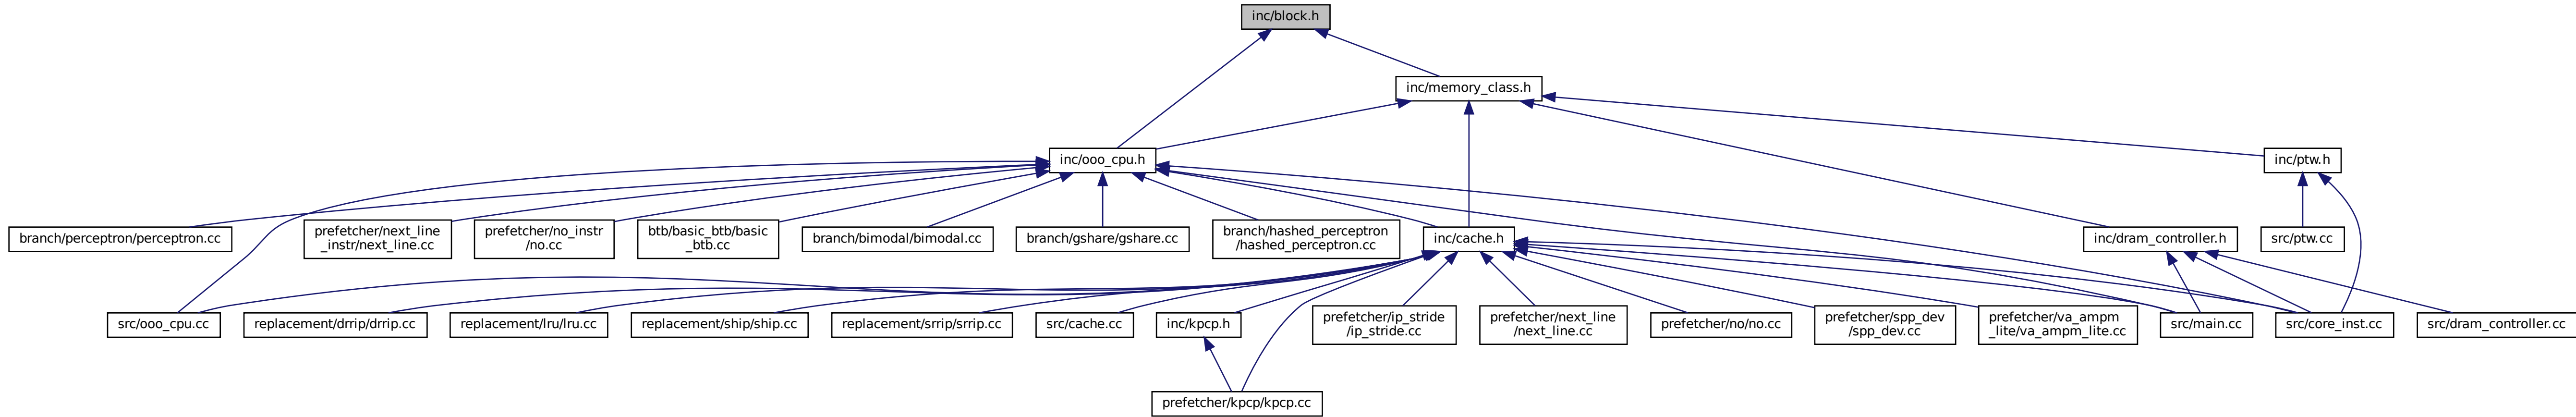 inc/block.h
inc/memory_class.h
inc/ooo_cpu.h
inc/ptw.h
branch/perceptron/perceptron.cc
prefetcher/next_line
_instr/next_line.cc
prefetcher/no_instr
/no.cc
btb/basic_btb/basic
_btb.cc
branch/bimodal/bimodal.cc
branch/gshare/gshare.cc
branch/hashed_perceptron
/hashed_perceptron.cc
inc/cache.h
inc/dram_controller.h
src/ptw.cc
src/ooo_cpu.cc
replacement/drrip/drrip.cc
replacement/lru/lru.cc
replacement/ship/ship.cc
replacement/srrip/srrip.cc
src/cache.cc
inc/kpcp.h
prefetcher/ip_stride
/ip_stride.cc
prefetcher/next_line
/next_line.cc
prefetcher/no/no.cc
prefetcher/spp_dev
/spp_dev.cc
prefetcher/va_ampm
_lite/va_ampm_lite.cc
src/main.cc
src/core_inst.cc
src/dram_controller.cc
prefetcher/kpcp/kpcp.cc